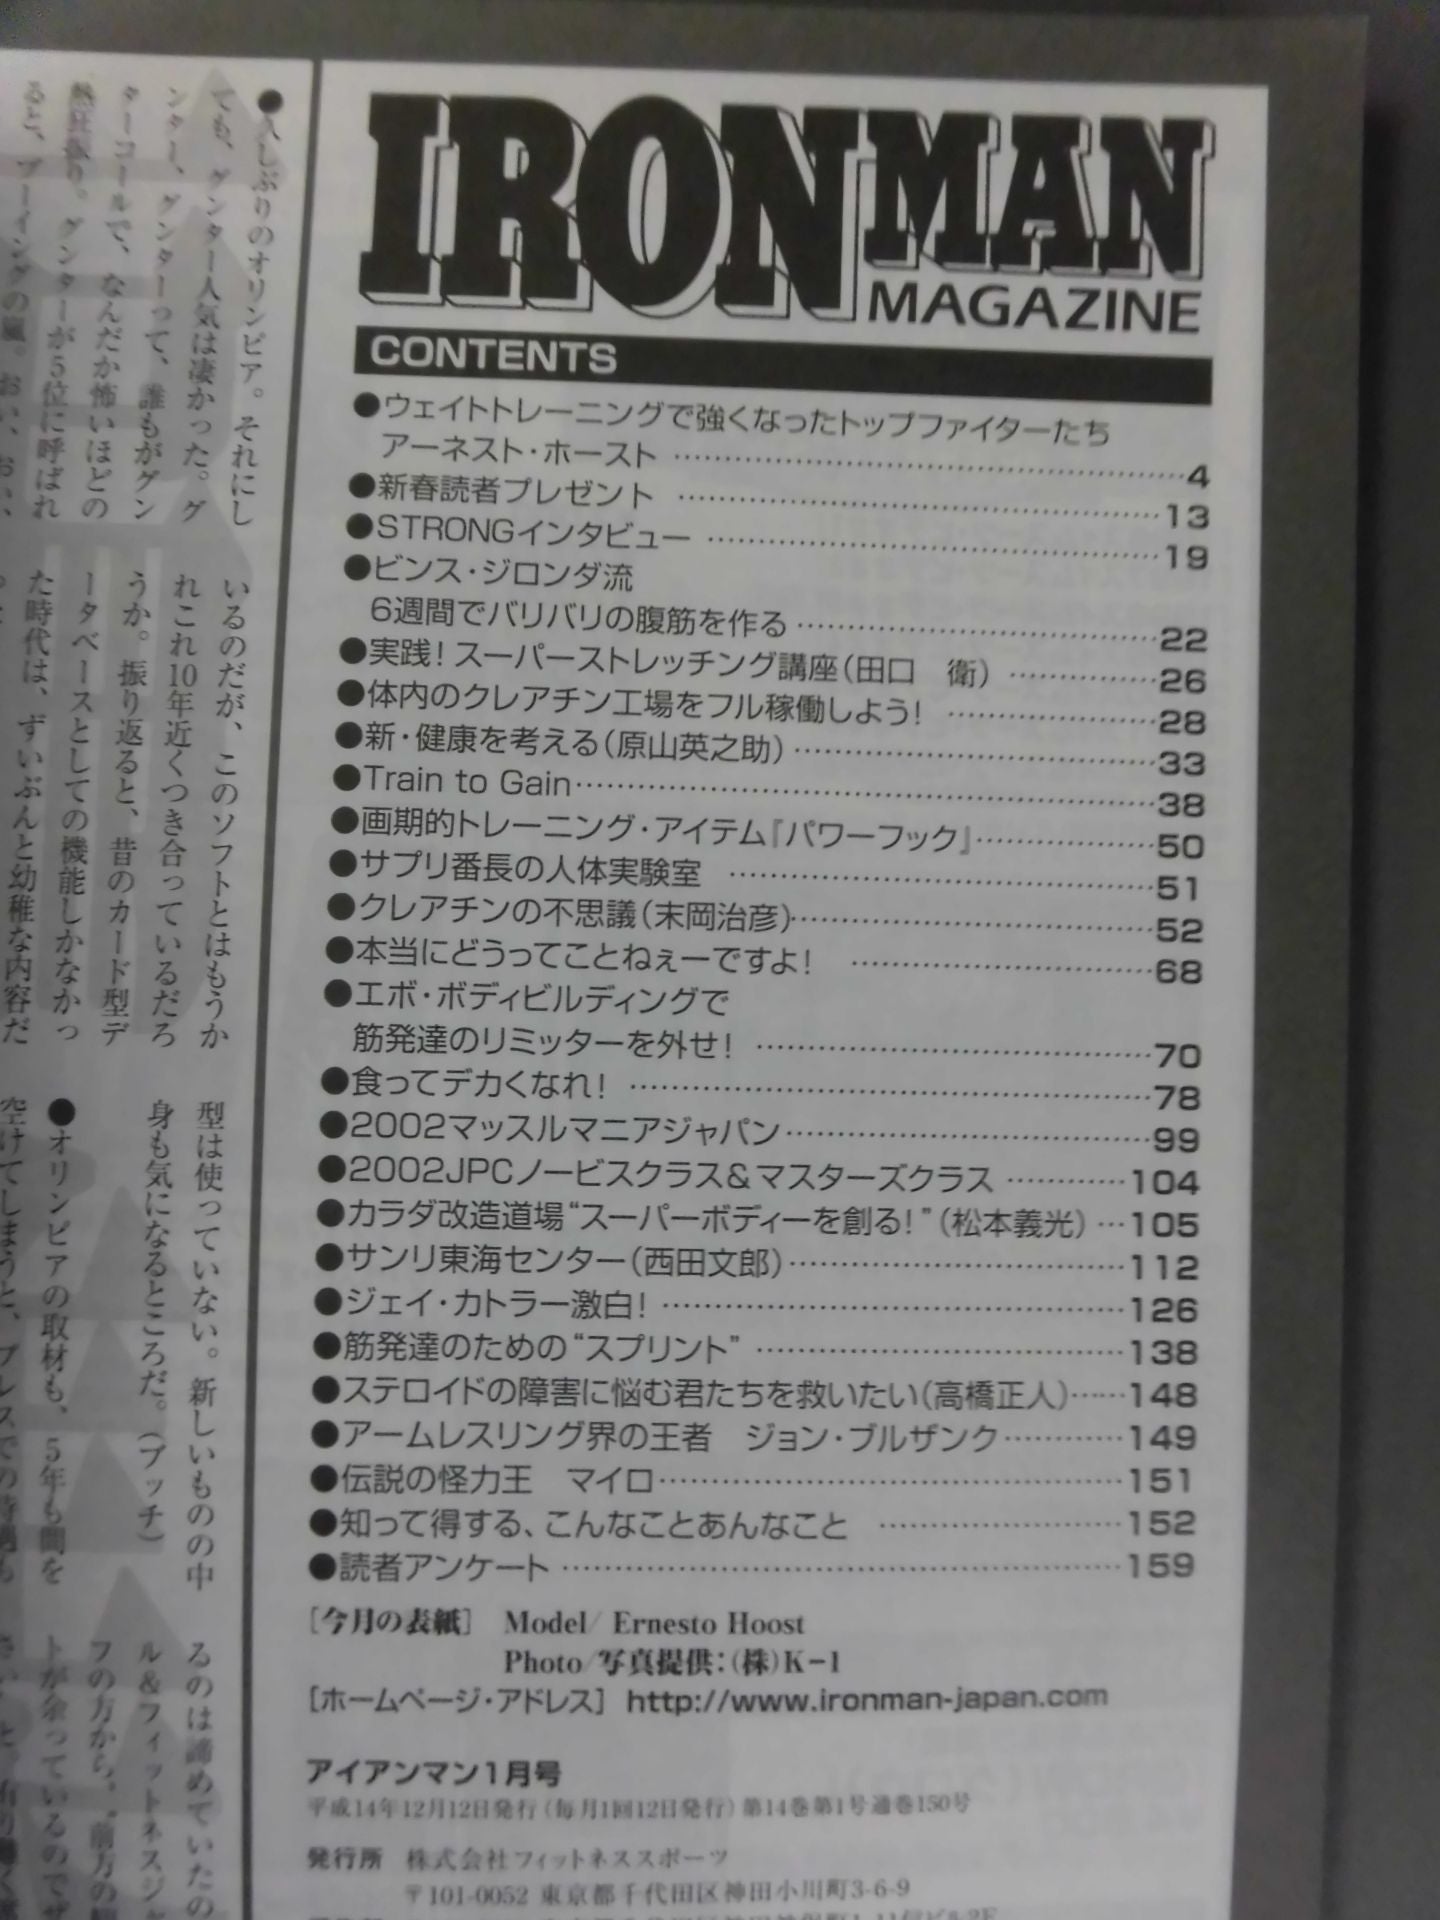 IRONMAN
MAGAZINE
CONTENTS
●ウェイトトレーニングで強くなったトップファイターたち
アーネスト・ホースト ……4
●新春読者プレゼント ……13
●STRONGインタビュー ……19
●ビンス・ジロンダ流
6週間でバリバリの腹筋を作る ……22
●実践!スーパーストレッチング講座(田口 衛) ……26
●体内のクレアチン工場をフル稼働しよう! ……28
●新・健康を考える(原山英之助) ……33
●Train to Gain……38
●画期的トレーニング・アイテム『パワーフック』……50
●サプリ番長の人体実験室 ……51
●クレアチンの不思議(末岡治彦)……52
●本当にどうってことねぇーですよ! ……68
●エボ・ボディビルディングで
筋発達のリミッターを外せ! ……70
●食ってデカくなれ! ……78
●2002マッスルマニアジャパン……99
●2002JPCノービスクラス&マスターズクラス ……104
●カラダ改造道場“スーパーボディーを創る!”(松本義光) …105
●サンリ東海センター(西田文郎)……112
●ジェイ・カトラー激白! ……126
●筋発達のための“スプリント” ……138
●ステロイドの障害に悩む君たちを救いたい(高橋正人)……148
●アームレスリング界の王者 ジョン・ブルザンク……149
●伝説の怪力王 マイロ……151
●知って得する、こんなことあんなこと ……152
●読者アンケート ……159
[今月の表紙] Model/ Ernesto Hoost
Photo/写真提供:(株)K-1
[ホームページ・アドレス] http://www.ironman-japan.com
アイアンマン1月号
平成14年12月12日発行(毎月1回12日発行)第14巻第1号通巻150号
発行所 株式会社フィットネススポーツ
〒101-0052 東京都千代田区神田小川町3-6-9
●久しぶりのオリンピア。それにし
ても、グンター人気は凄かった。グ
ンター、グンターって、誰もがグン
ターコールで、なんだか怖いほどの
熱狂振り。グンターが5位に呼ばれ
ると、ブーイングの嵐。おい、おい、
いるのだが、このソフトとはもうか
れこれ10年近くつき合っているだろ
うか。振り返ると、昔のカード型デ
ータベースとしての機能しかなかっ
た時代は、ずいぶんと幼稚な内容だ
型は使っていない。新しいものの中
身も気になるところだ。(ブッチ)
●オリンピアの取材も、5年も間を
空けてしまうと、プレスでの待遇も
るのは諦めていたの
ル&フィットネスジャ
フの方から、“前方の
トが余っているのでぜ